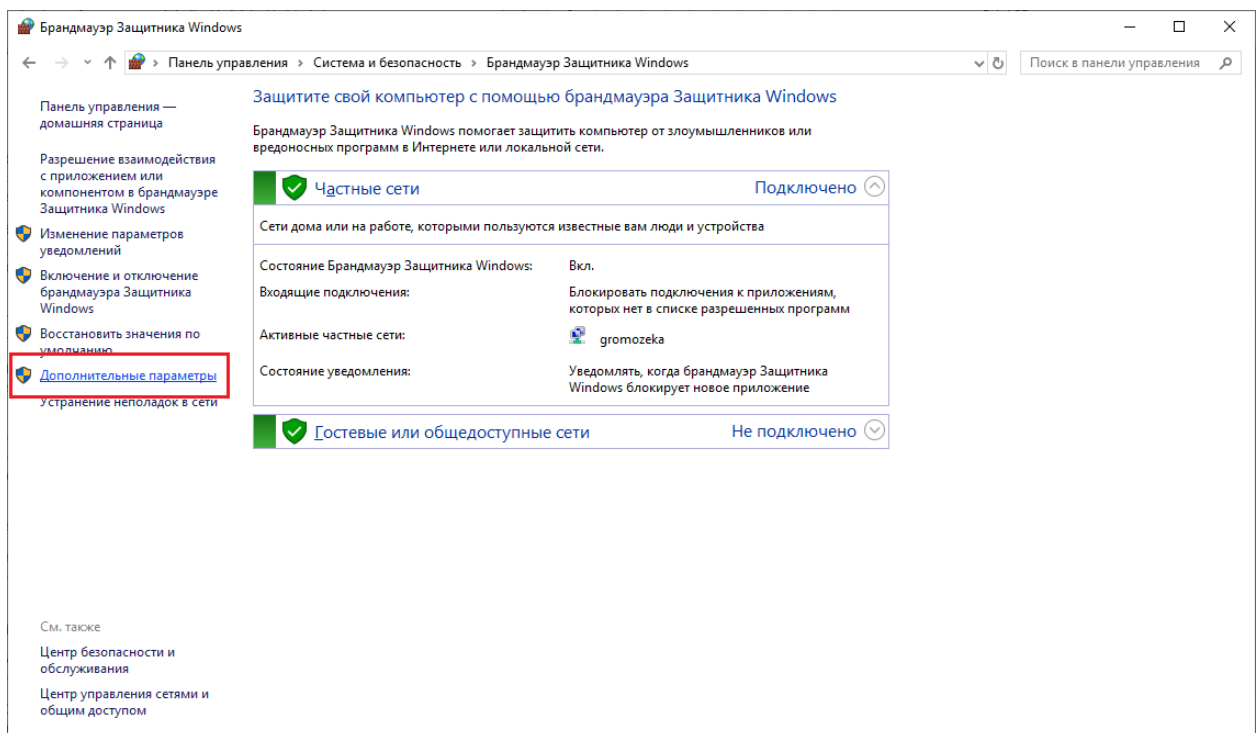 Брандмауэр Защитника Windows
Панель управления › Система и безопасность › Брандмауэр Защитника Windows
Поиск в панели управления
Панель управления —
домашняя страница
Разрешение взаимодействия
с приложением или
компонентом в брандмауэре
Защитника Windows
Изменение параметров
уведомлений
Включение и отключение
брандмауэра Защитника
Windows
Восстановить значения по
умолчанию
Дополнительные параметры
Устранение неполадок в сети
Защитите свой компьютер с помощью брандмауэра Защитника Windows
Брандмауэр Защитника Windows помогает защитить компьютер от злоумышленников или
вредоносных программ в Интернете или локальной сети.
Частные сети Подключено
Сети дома или на работе, которыми пользуются известные вам люди и устройства
Состояние Брандмауэр Защитника Windows: Вкл.
Входящие подключения: Блокировать подключения к приложениям,
которых нет в списке разрешенных программ
Активные частные сети: gromozeka
Состояние уведомления: Уведомлять, когда брандмауэр Защитника
Windows блокирует новое приложение
Гостевые или общедоступные сети Не подключено
См. также
Центр безопасности и
обслуживания
Центр управления сетями и
общим доступом